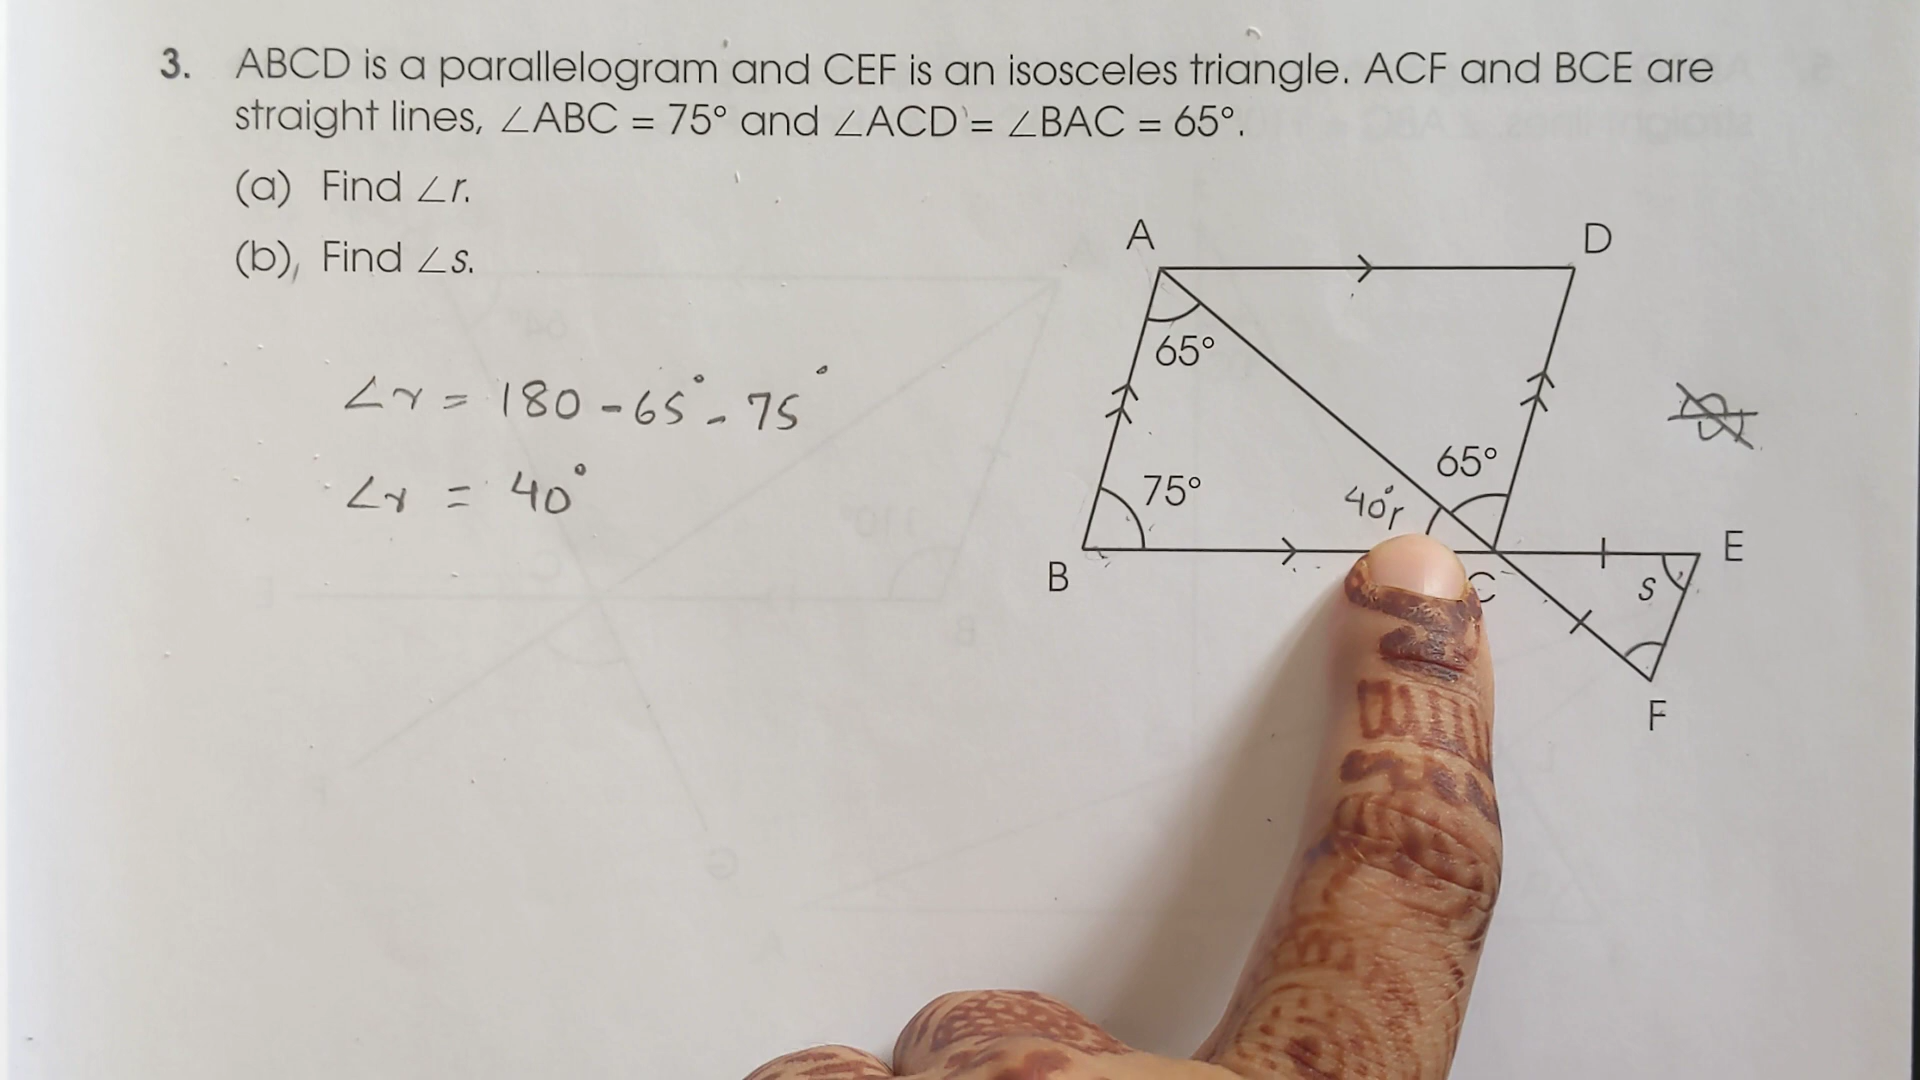 3. ABCD is a parallelogram and CEF is an isosceles triangle. ACF and BCE are
straight lines, ∠ABC = 75° and ∠ACD = ∠BAC = 65°.
(a) Find ∠r.
(b) Find ∠s.
∠r = 180 - 65° - 75°
∠r = 40°
A
D
65°
65°
75°
40° r
B
C
E
s
F